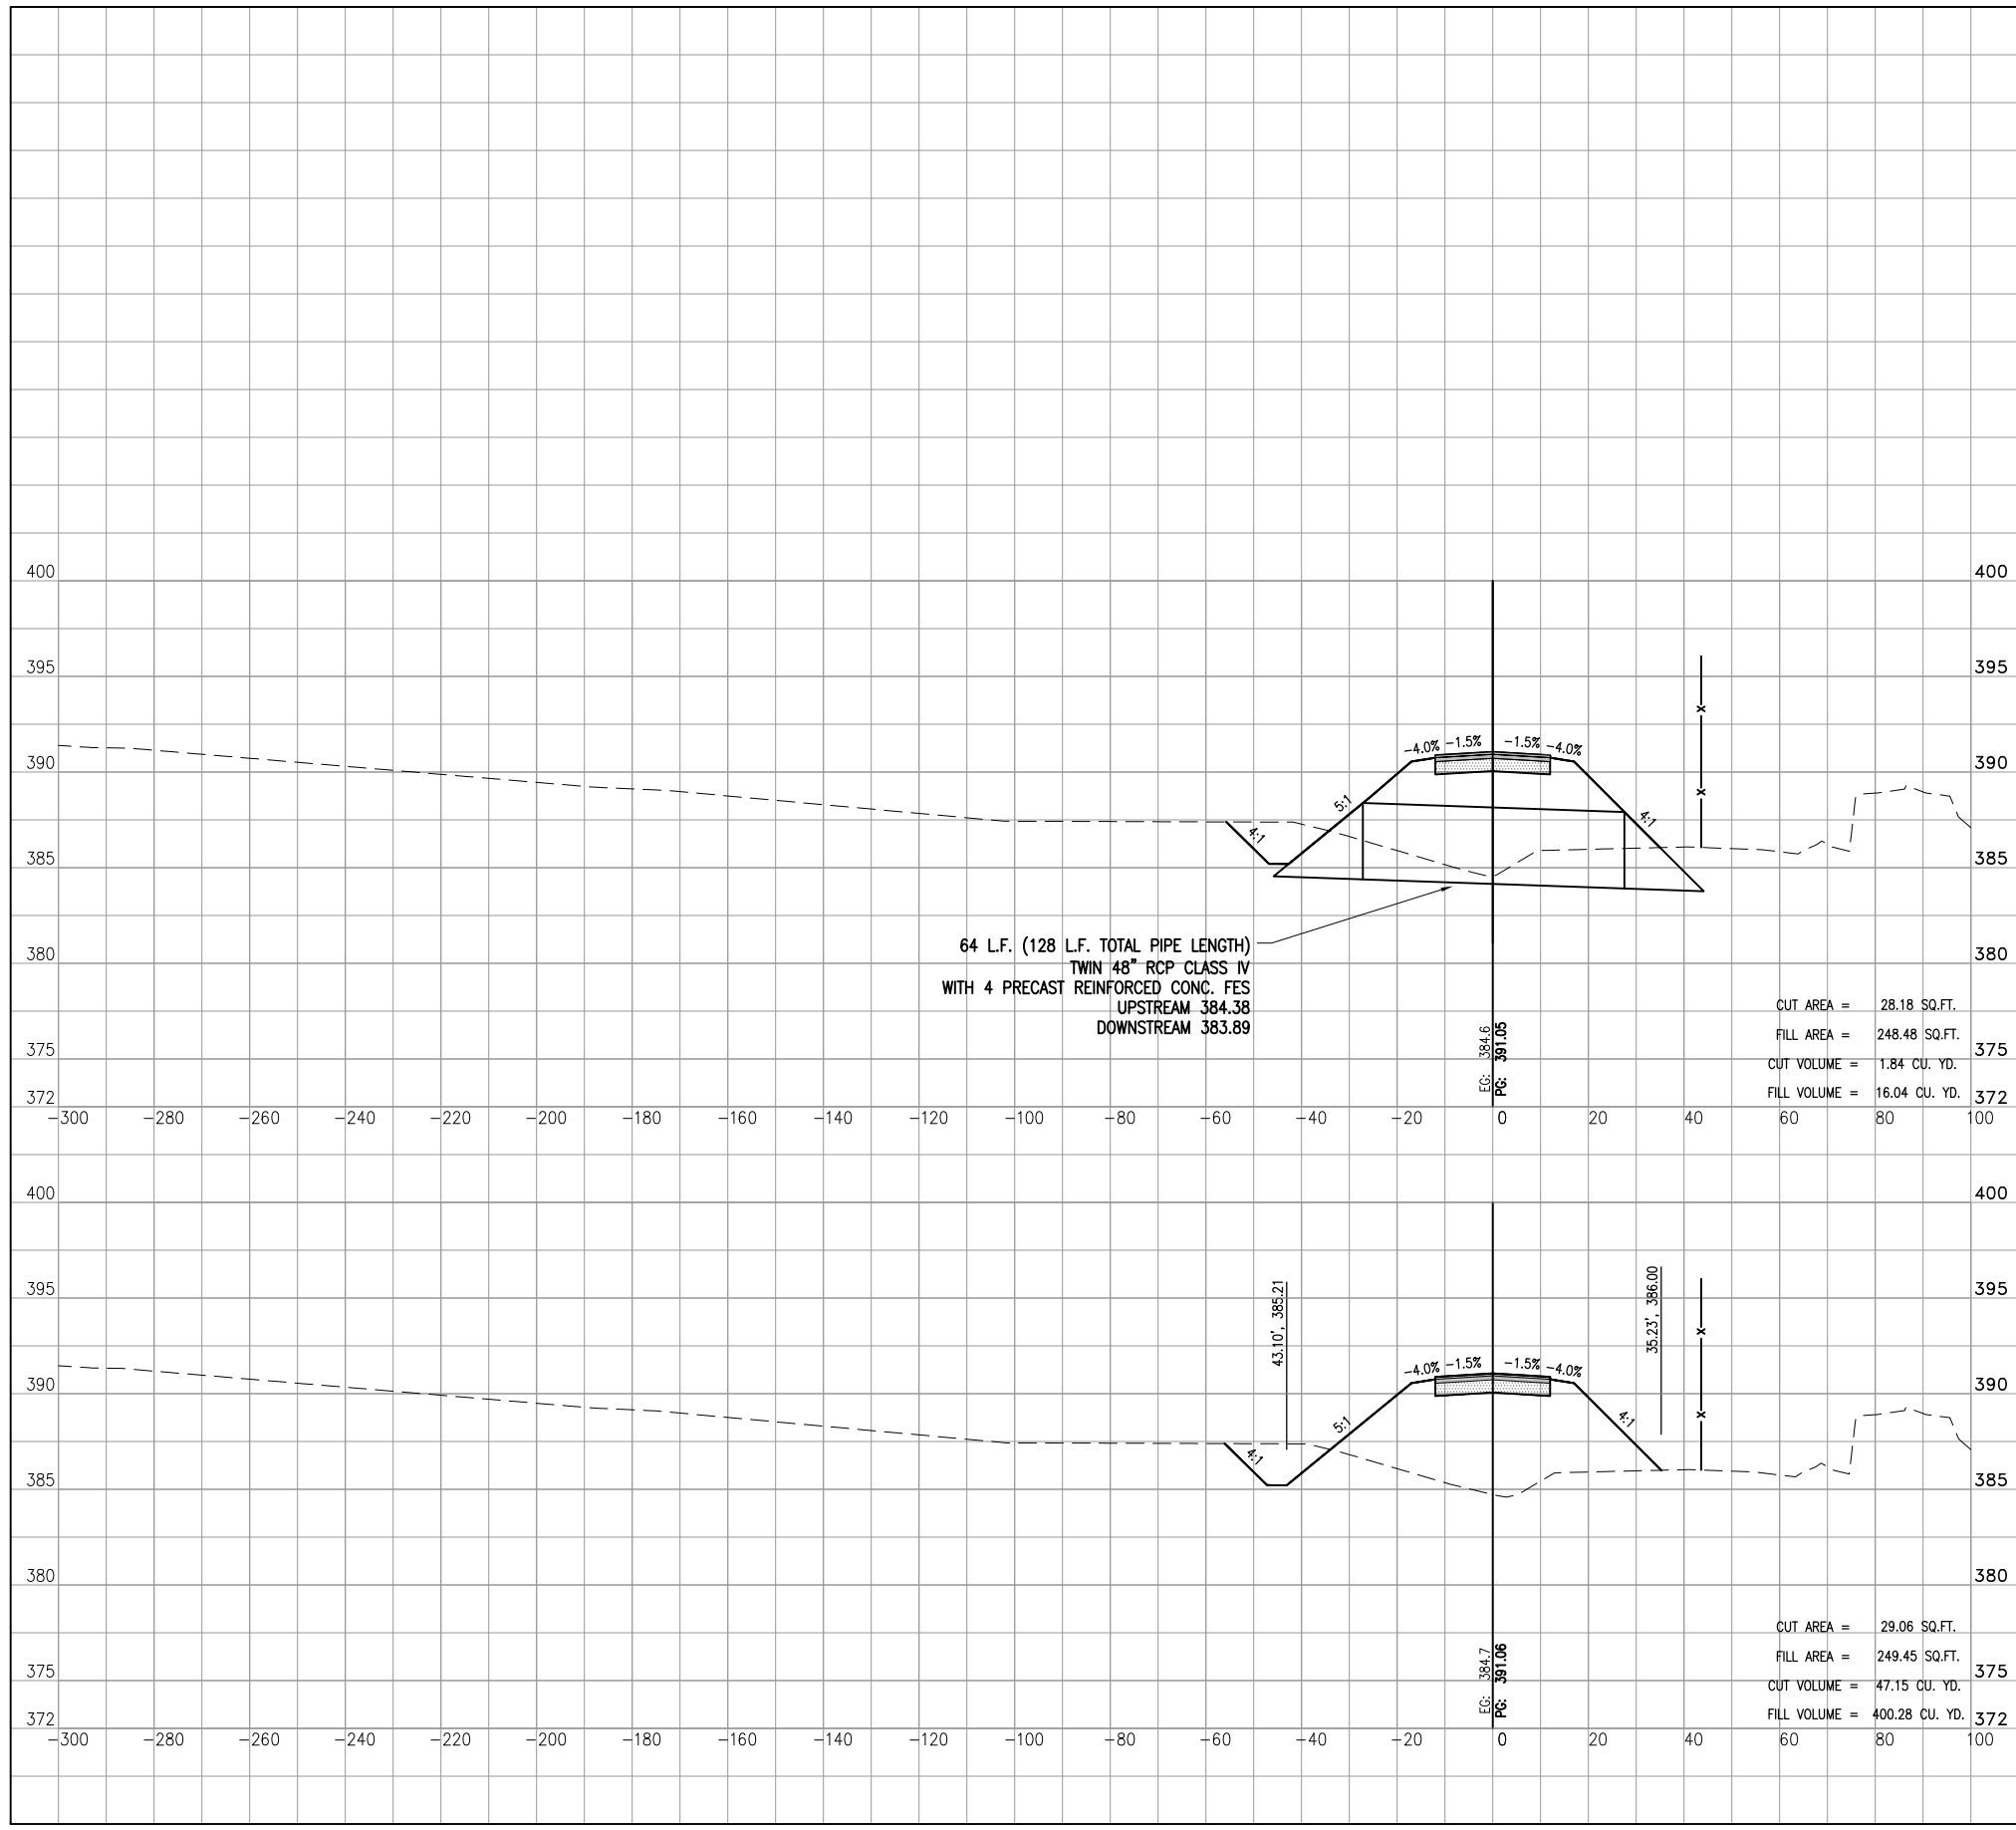 400 400
395 395
-4.0% -1.5% -1.5% -4.0%
390 390
5:1 4:1
4:1
385 385
64 L.F. (128 L.F. TOTAL PIPE LENGTH)
TWIN 48" RCP CLASS IV
WITH 4 PRECAST REINFORCED CONC. FES
UPSTREAM 384.38
DOWNSTREAM 383.89
380 380
CUT AREA = 28.18 SQ.FT.
FILL AREA = 248.48 SQ.FT.
375 375
CUT VOLUME = 1.84 CU. YD.
FILL VOLUME = 16.04 CU. YD.
EG: 384.6
PG: 391.05
372 372
-300 -280 -260 -240 -220 -200 -180 -160 -140 -120 -100 -80 -60 -40 -20 0 20 40 60 80 100
400 400
395 395
43.10', 385.21
35.23', 386.00
-4.0% -1.5% -1.5% -4.0%
390 390
5:1 4:1
4:1
385 385
380 380
CUT AREA = 29.06 SQ.FT.
FILL AREA = 249.45 SQ.FT.
375 375
CUT VOLUME = 47.15 CU. YD.
FILL VOLUME = 400.28 CU. YD.
EG: 384.7
PG: 391.06
372 372
-300 -280 -260 -240 -220 -200 -180 -160 -140 -120 -100 -80 -60 -40 -20 0 20 40 60 80 100